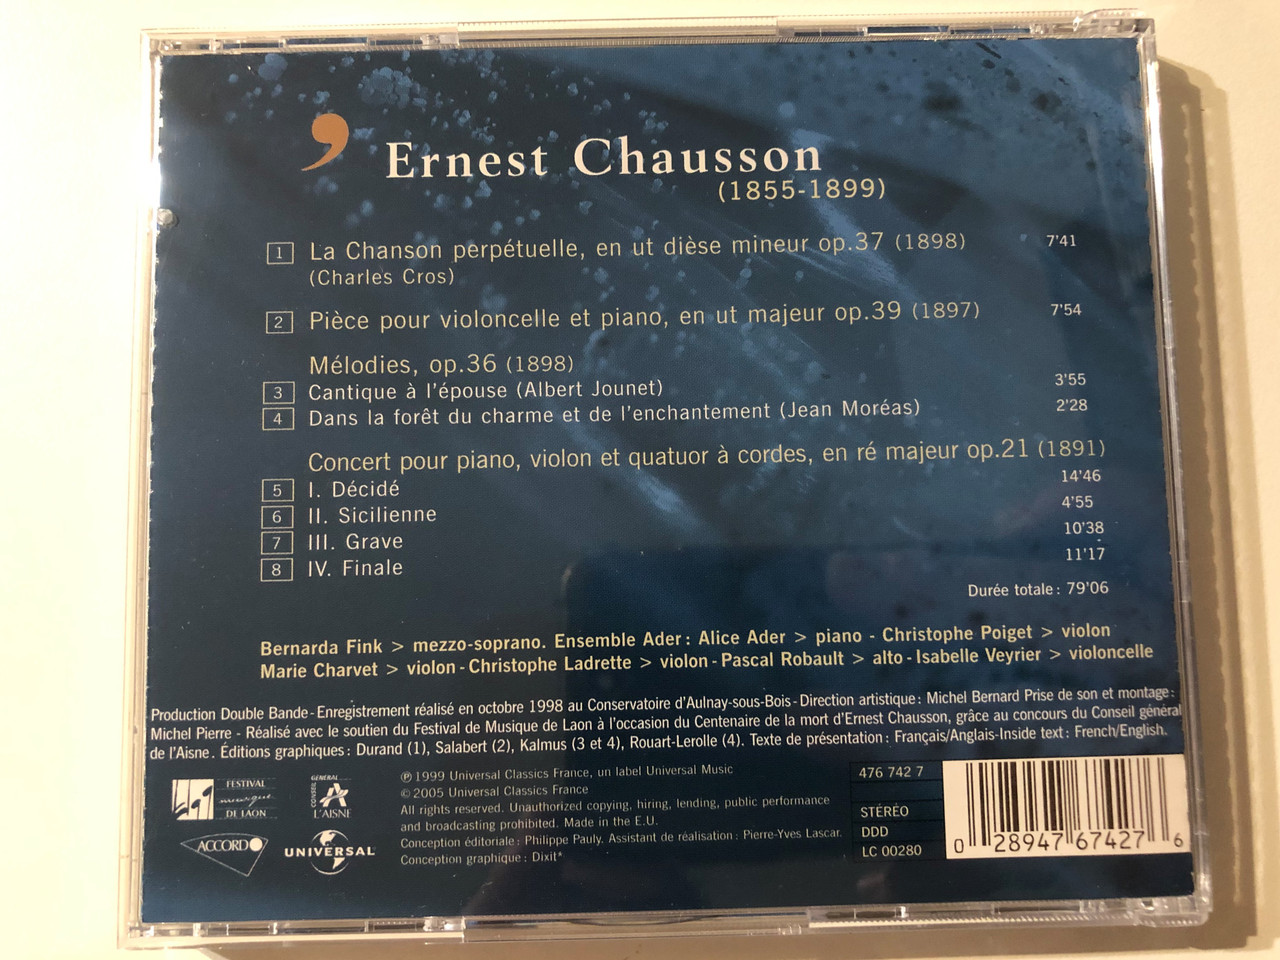 Ernest Chausson
(1855-1899)
1 La Chanson perpétuelle, en ut dièse mineur op.37 (1898) 7'41
(Charles Cros)
2 Pièce pour violoncelle et piano, en ut majeur op.39 (1897) 7'54
Mélodies, op.36 (1898)
3 Cantique à l'épouse (Albert Jounet) 3'55
4 Dans la forêt du charme et de l'enchantement (Jean Moréas) 2'28
Concert pour piano, violon et quatuor à cordes, en ré majeur op.21 (1891)
5 I. Décidé 14'46
6 II. Sicilienne 4'55
7 III. Grave 10'38
8 IV. Finale 11'17
Durée totale : 79'06
Bernarda Fink > mezzo-soprano. Ensemble Ader : Alice Ader > piano - Christophe Poiget > violon
Marie Charvet > violon - Christophe Ladrette > violon - Pascal Robault > alto - Isabelle Veyrier > violoncelle
Production Double Bande - Enregistrement réalisé en octobre 1998 au Conservatoire d'Aulnay-sous-Bois - Direction artistique : Michel Bernard Prise de son et montage :
Michel Pierre - Réalisé avec le soutien du Festival de Musique de Laon à l'occasion du Centenaire de la mort d'Ernest Chausson, grâce au concours du Conseil général
de l'Aisne. Éditions graphiques : Durand (1), Salabert (2), Kalmus (3 et 4), Rouart-Lerolle (4). Texte de présentation : Français/Anglais-Inside text : French/English.
FESTIVAL
musique
DE LAON
CONSEIL
GÉNÉRAL
L'AISNE
ACCORD
UNIVERSAL
℗ 1999 Universal Classics France, un label Universal Music
© 2005 Universal Classics France
All rights reserved. Unauthorized copying, hiring, lending, public performance
and broadcasting prohibited. Made in the E.U.
Conception éditoriale : Philippe Pauly. Assistant de réalisation : Pierre-Yves Lascar.
Conception graphique : Dixit*
476 742 7
STÉRÉO
DDD
LC 00280
0 28947 67427 6